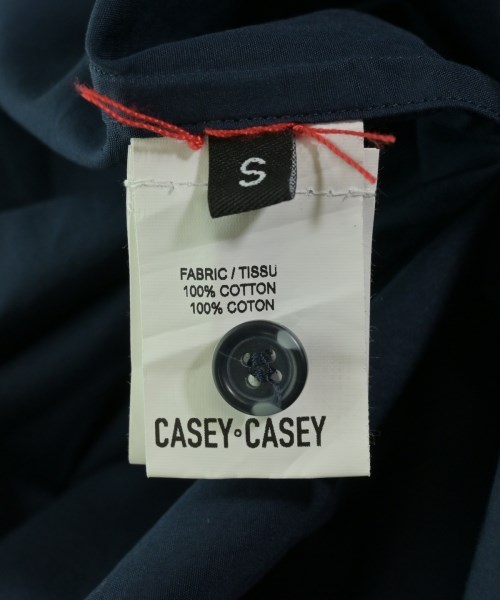 S
FABRIC / TISSU
100% COTTON
100% COTON
CASEY∘CASEY